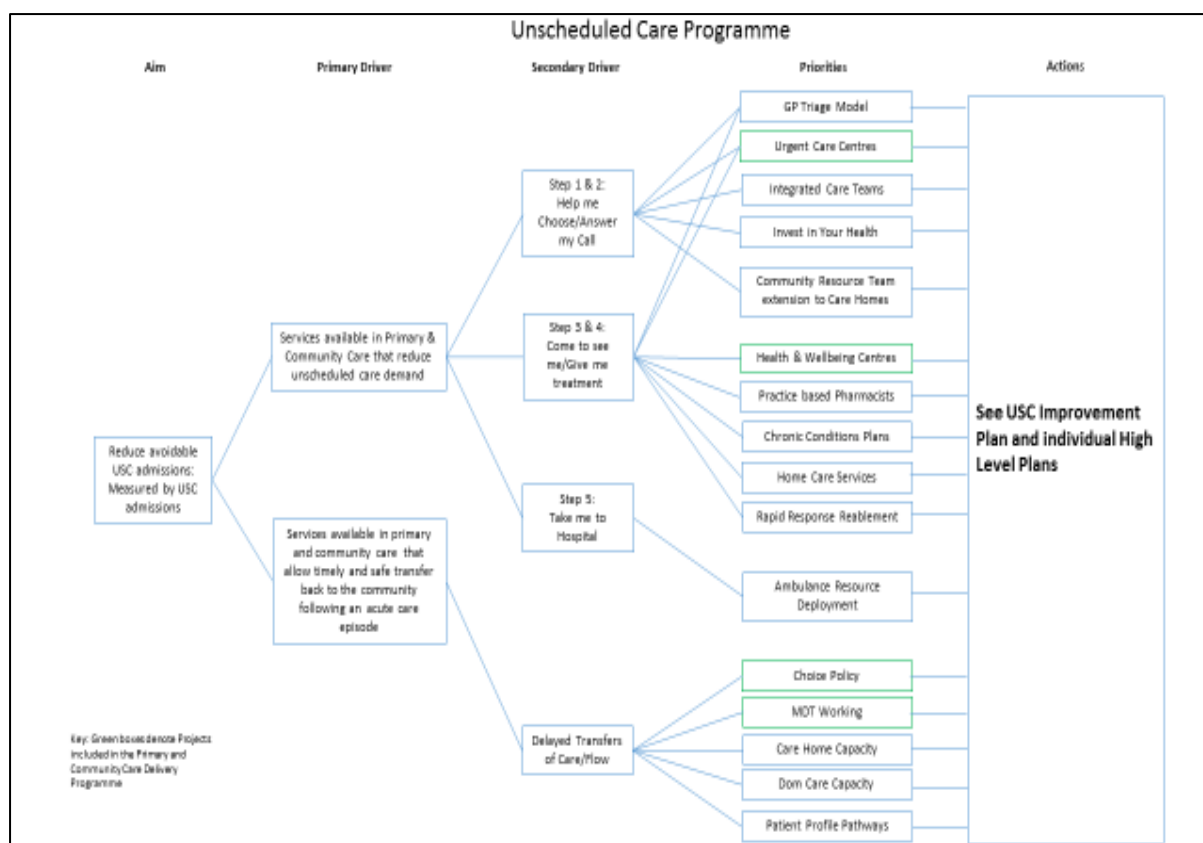 Unscheduled Care Programme
Aim
Primary Driver
Secondary Driver
Priorities
Actions
Reduce avoidable
USC admissions:
Measured by USC
admissions
Services available in Primary &
Community Care that reduce
unscheduled care demand
Services available in primary
and community care that
allow timely and safe transfer
back to the community
following an acute care
episode
Step 1 & 2:
Help me
Choose/Answer
my Call
Step 3 & 4:
Come to see
me/Give me
treatment
Step 5:
Take me to
Hospital
Delayed Transfers
of Care/Flow
GP Triage Model
Urgent Care Centres
Integrated Care Teams
Invest in Your Health
Community Resource Team
extension to Care Homes
Health & Wellbeing Centres
Practice based Pharmacists
Chronic Conditions Plans
Home Care Services
Rapid Response Reablement
Ambulance Resource
Deployment
Choice Policy
MDT Working
Care Home Capacity
Dom Care Capacity
Patient Profile Pathways
See USC Improvement
Plan and individual High
Level Plans
Key: Green boxes denote Projects
included in the Primary and
Community Care Delivery
Programme